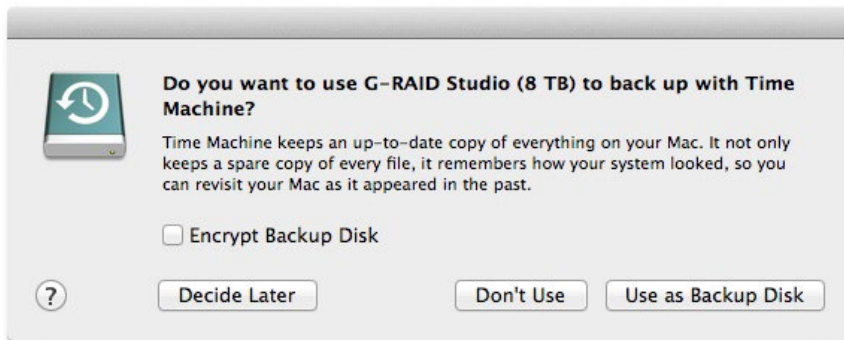 Do you want to use G-RAID Studio (8 TB) to back up with Time
Machine?
Time Machine keeps an up-to-date copy of everything on your Mac. It not only
keeps a spare copy of every file, it remembers how your system looked, so you
can revisit your Mac as it appeared in the past.
Encrypt Backup Disk
? Decide Later Don't Use Use as Backup Disk